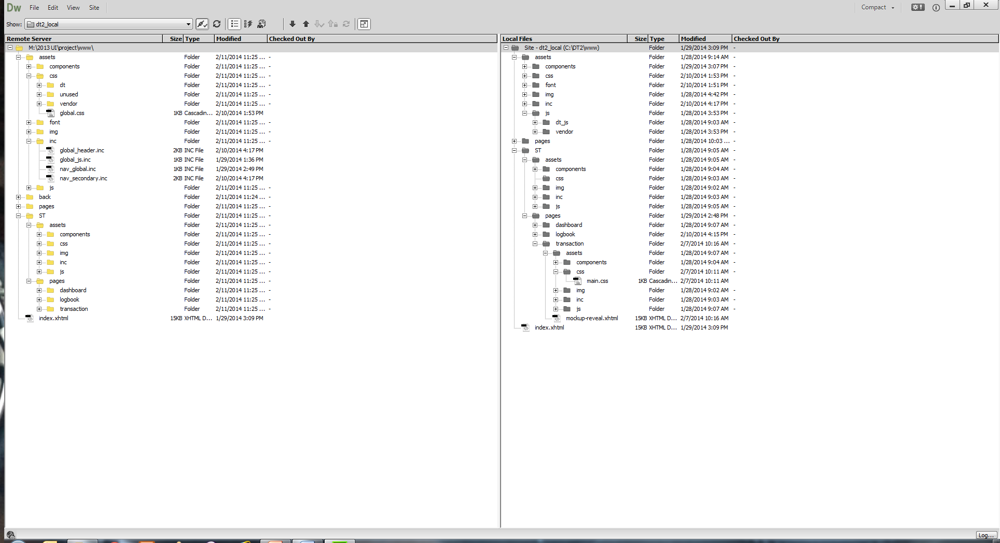 Dw File Edit View Site Compact
Show: dt2_local
Remote Server Size Type Modified Checked Out By
M:\2013 UI\project\www\
assets Folder 2/11/2014 11:25 ... -
components Folder 2/11/2014 11:25 ... -
css Folder 2/11/2014 11:25 ... -
dt Folder 2/11/2014 11:25 ... -
unused Folder 2/11/2014 11:25 ... -
vendor Folder 2/11/2014 11:25 ... -
global.css 1KB Cascadin... 2/10/2014 1:53 PM
font Folder 2/11/2014 11:25 ... -
img Folder 2/11/2014 11:25 ... -
inc Folder 2/11/2014 11:25 ... -
global_header.inc 2KB INC File 2/10/2014 4:17 PM
global_js.inc 1KB INC File 1/29/2014 1:36 PM
nav_global.inc 1KB INC File 1/29/2014 2:49 PM
nav_secondary.inc 2KB INC File 2/10/2014 4:17 PM
js Folder 2/11/2014 11:25 ... -
back Folder 2/11/2014 11:24 ... -
pages Folder 2/11/2014 11:25 ... -
ST Folder 2/11/2014 11:25 ... -
assets Folder 2/11/2014 11:25 ... -
components Folder 2/11/2014 11:25 ... -
css Folder 2/11/2014 11:25 ... -
img Folder 2/11/2014 11:25 ... -
inc Folder 2/11/2014 11:25 ... -
js Folder 2/11/2014 11:25 ... -
pages Folder 2/11/2014 11:25 ... -
dashboard Folder 2/11/2014 11:25 ... -
logbook Folder 2/11/2014 11:25 ... -
transaction Folder 2/11/2014 11:25 ... -
index.xhtml 15KB XHTML D... 1/29/2014 3:09 PM
Local Files Size Type Modified Checked Out By
Site - dt2_local (C:\DT2\www) Folder 1/29/2014 3:09 PM -
assets Folder 1/28/2014 9:14 AM -
components Folder 1/29/2014 3:07 PM -
css Folder 2/10/2014 1:53 PM -
font Folder 2/10/2014 1:51 PM -
img Folder 1/28/2014 4:42 PM -
inc Folder 2/10/2014 4:17 PM -
js Folder 1/28/2014 3:53 PM -
dt_js Folder 1/28/2014 9:03 AM -
vendor Folder 1/28/2014 3:53 PM -
pages Folder 1/28/2014 10:03 ... -
ST Folder 1/28/2014 9:05 AM -
assets Folder 1/28/2014 9:05 AM -
components Folder 1/28/2014 9:04 AM -
css Folder 1/28/2014 9:03 AM -
img Folder 1/28/2014 9:02 AM -
inc Folder 1/28/2014 9:03 AM -
js Folder 1/28/2014 9:05 AM -
pages Folder 1/29/2014 2:48 PM -
dashboard Folder 1/28/2014 9:07 AM -
logbook Folder 2/10/2014 4:15 PM -
transaction Folder 2/7/2014 10:16 AM -
assets Folder 1/28/2014 9:07 AM -
components Folder 1/28/2014 9:04 AM -
css Folder 2/7/2014 10:11 AM -
main.css 1KB Cascadin... 2/7/2014 10:11 AM
img Folder 1/28/2014 9:02 AM -
inc Folder 1/28/2014 9:03 AM -
js Folder 1/28/2014 9:07 AM -
mockup-reveal.xhtml 15KB XHTML D... 2/7/2014 10:16 AM
index.xhtml 15KB XHTML D... 1/29/2014 3:09 PM
Log...